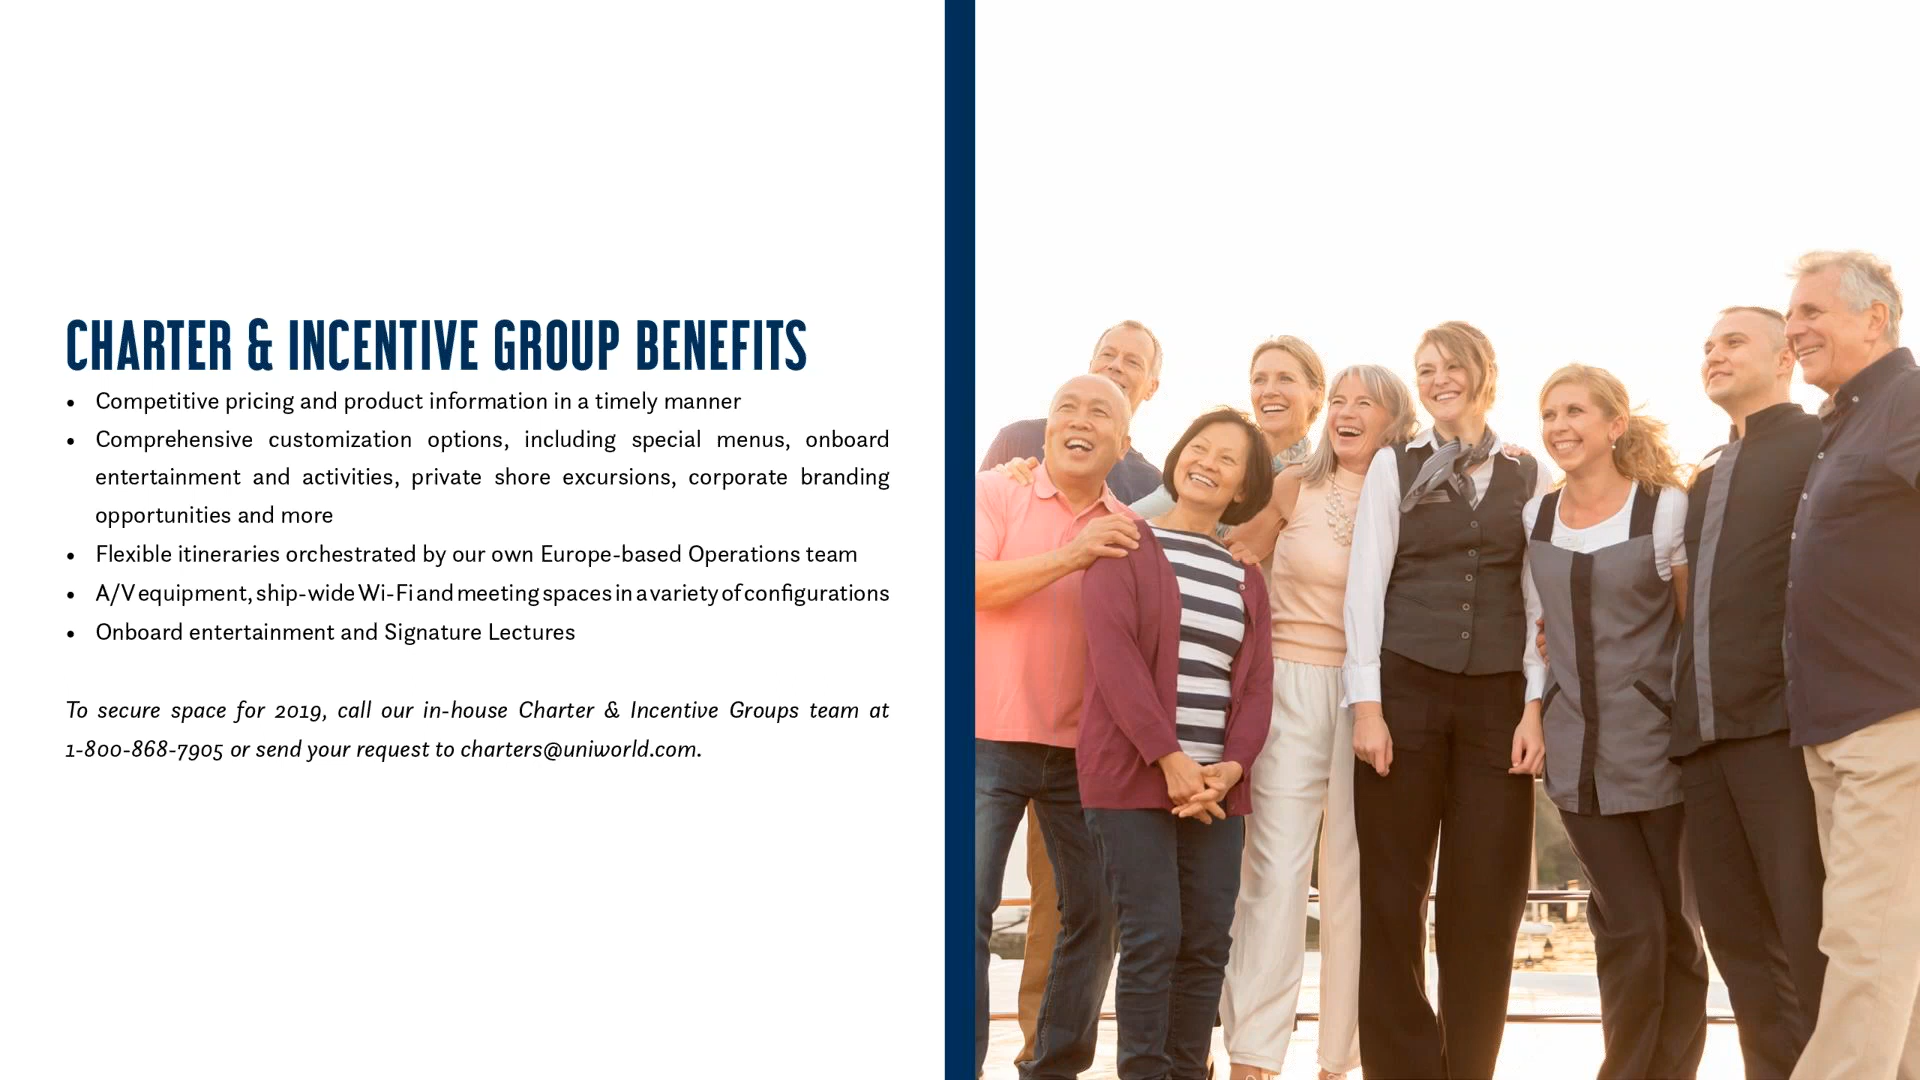 CHARTER & INCENTIVE GROUP BENEFITS
• Competitive pricing and product information in a timely manner
• Comprehensive customization options, including special menus, onboard
entertainment and activities, private shore excursions, corporate branding
opportunities and more
• Flexible itineraries orchestrated by our own Europe-based Operations team
• A/V equipment, ship-wide Wi-Fi and meeting spaces in a variety of configurations
• Onboard entertainment and Signature Lectures
To secure space for 2019, call our in-house Charter & Incentive Groups team at
1-800-868-7905 or send your request to charters@uniworld.com.